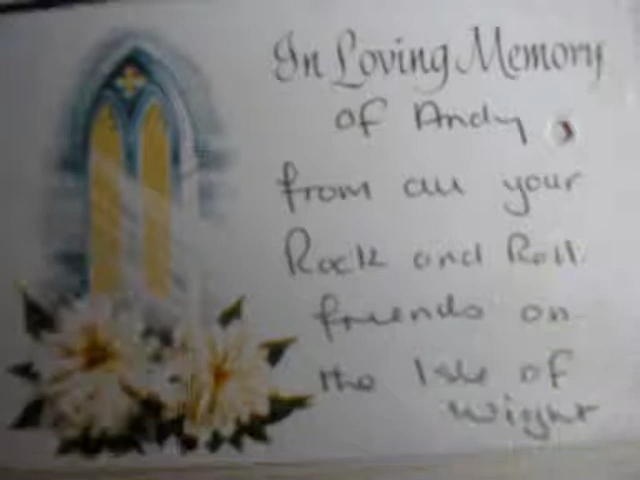 In Loving Memory
of Andy
from all your
Rock and Roll
friends on
the Isle of
Wight